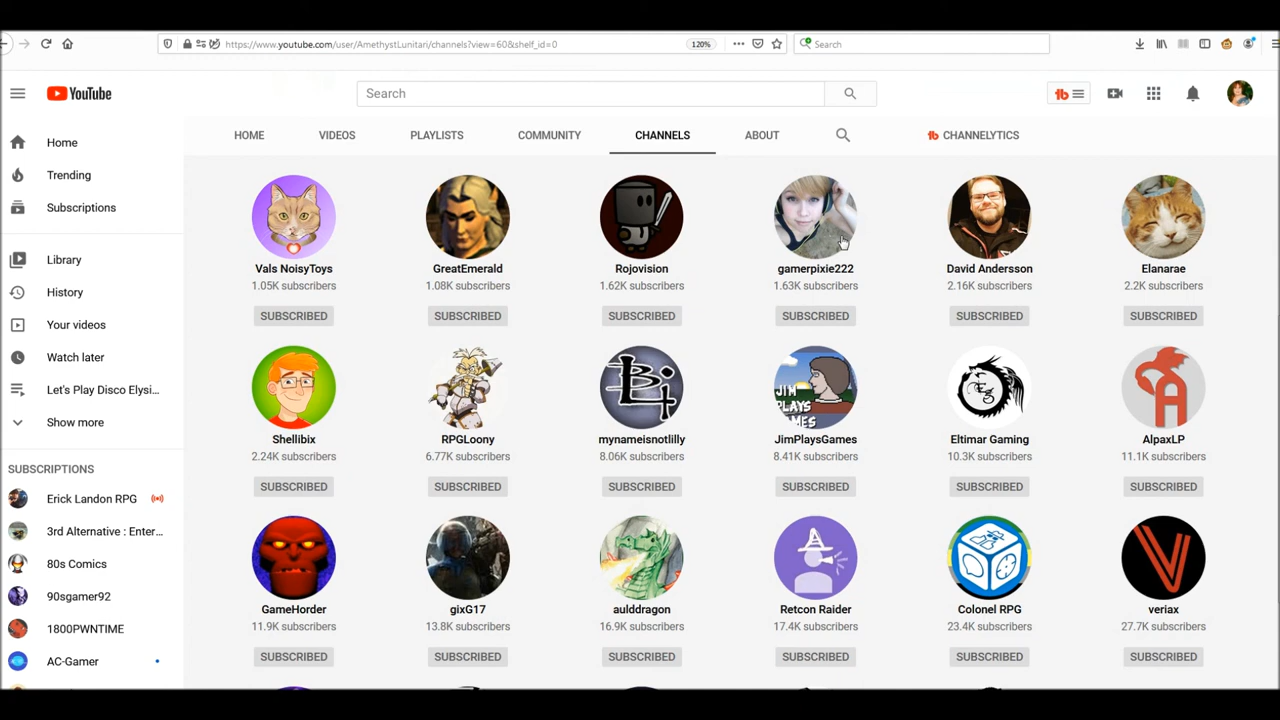 https://www.youtube.com/user/AmethystLunitari/channels?view=60&shelf_id=0
120%
Search
YouTube
Search
HOME VIDEOS PLAYLISTS COMMUNITY CHANNELS ABOUT CHANNELYTICS
Home
Trending
Subscriptions
Library
History
Your videos
Watch later
Let's Play Disco Elysi...
Show more
SUBSCRIPTIONS
Erick Landon RPG
3rd Alternative : Enter...
80s Comics
90sgamer92
1800PWNTIME
AC-Gamer
Vals NoisyToys GreatEmerald Rojovision gamerpixie222 David Andersson Elanarae
1.05K subscribers 1.08K subscribers 1.62K subscribers 1.63K subscribers 2.16K subscribers 2.2K subscribers
SUBSCRIBED SUBSCRIBED SUBSCRIBED SUBSCRIBED SUBSCRIBED SUBSCRIBED
JIM
PLAYS
GAMES
Shellibix RPGLoony mynameisnotlilly JimPlaysGames Eltimar Gaming AlpaxLP
2.24K subscribers 6.77K subscribers 8.06K subscribers 8.41K subscribers 10.3K subscribers 11.1K subscribers
SUBSCRIBED SUBSCRIBED SUBSCRIBED SUBSCRIBED SUBSCRIBED SUBSCRIBED
GameHorder gixG17 aulddragon Retcon Raider Colonel RPG veriax
11.9K subscribers 13.8K subscribers 16.9K subscribers 17.4K subscribers 23.4K subscribers 27.7K subscribers
SUBSCRIBED SUBSCRIBED SUBSCRIBED SUBSCRIBED SUBSCRIBED SUBSCRIBED